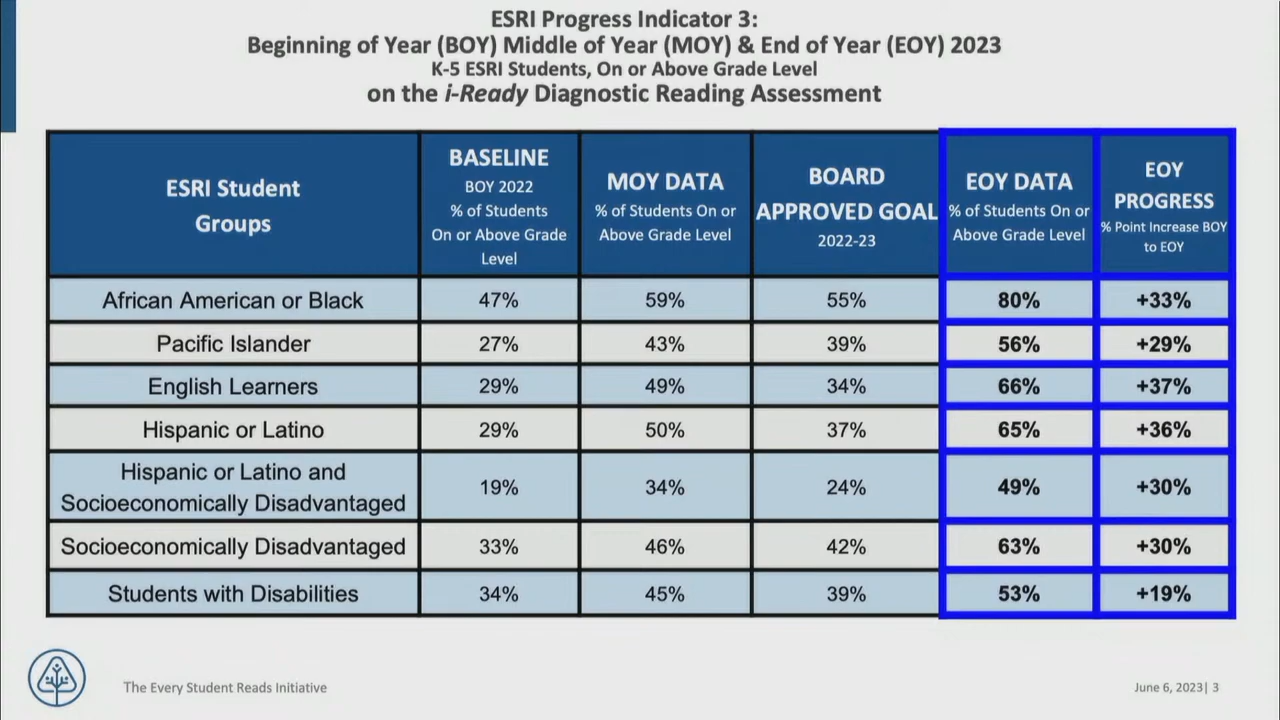 ESRI Progress Indicator 3:
Beginning of Year (BOY) Middle of Year (MOY) & End of Year (EOY) 2023
K-5 ESRI Students, On or Above Grade Level
on the i-Ready Diagnostic Reading Assessment
ESRI Student
Groups
BASELINE
BOY 2022
% of Students
On or Above Grade
Level
MOY DATA
% of Students On or
Above Grade Level
BOARD
APPROVED GOAL
2022-23
EOY DATA
% of Students On or
Above Grade Level
EOY
PROGRESS
% Point Increase BOY
to EOY
African American or Black 47% 59% 55% 80% +33%
Pacific Islander 27% 43% 39% 56% +29%
English Learners 29% 49% 34% 66% +37%
Hispanic or Latino 29% 50% 37% 65% +36%
Hispanic or Latino and
Socioeconomically Disadvantaged 19% 34% 24% 49% +30%
Socioeconomically Disadvantaged 33% 46% 42% 63% +30%
Students with Disabilities 34% 45% 39% 53% +19%
The Every Student Reads Initiative
June 6, 2023| 3